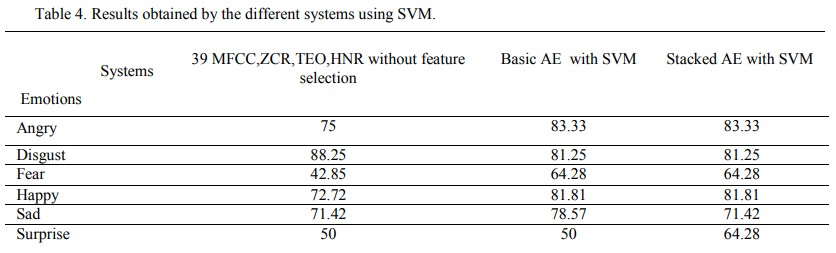 Table 4. Results obtained by the different systems using SVM.
Systems 39 MFCC,ZCR,TEO,HNR without feature selection Basic AE with SVM Stacked AE with SVM
Emotions
Angry 75 83.33 83.33
Disgust 88.25 81.25 81.25
Fear 42.85 64.28 64.28
Happy 72.72 81.81 81.81
Sad 71.42 78.57 71.42
Surprise 50 50 64.28